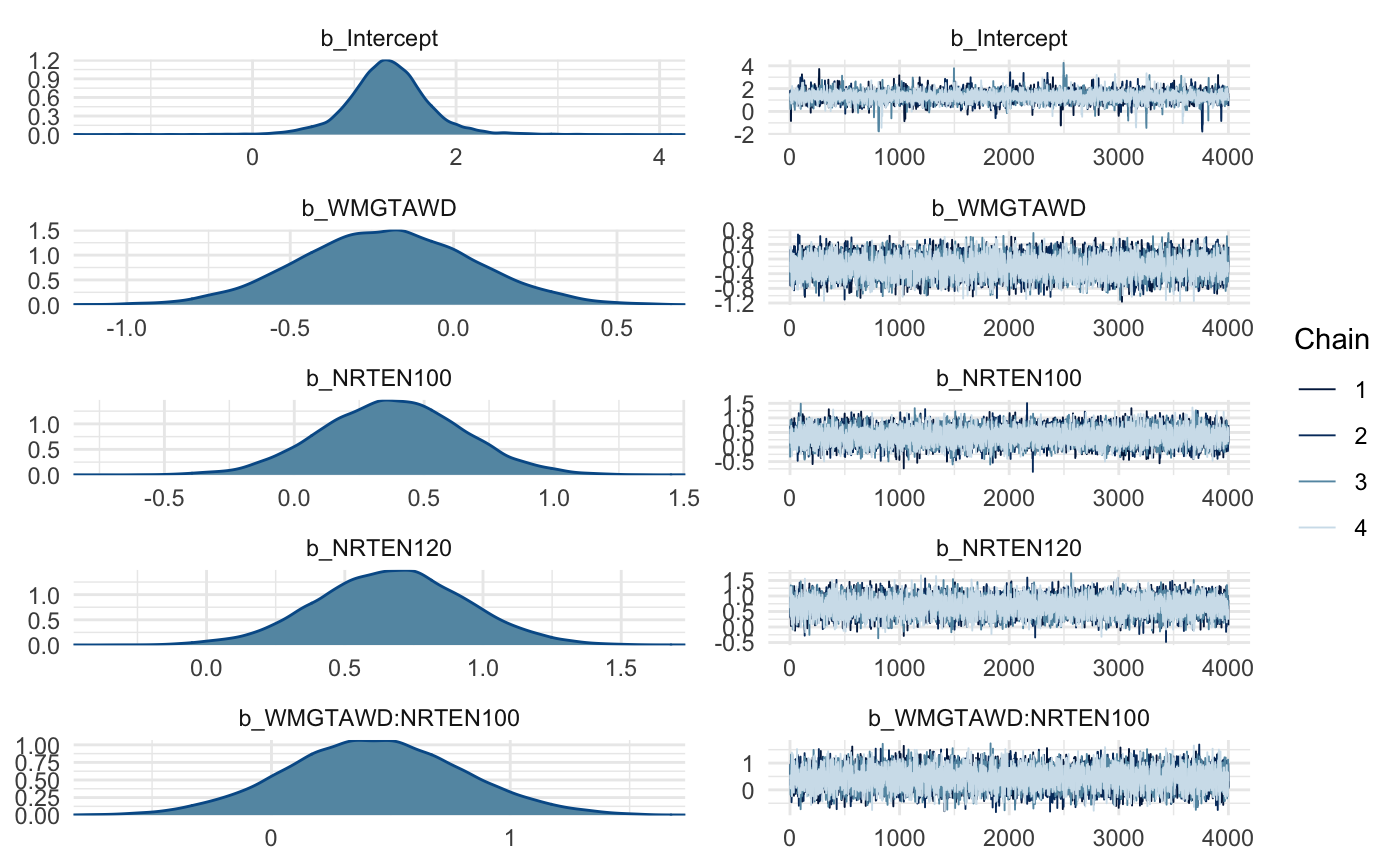 b_Intercept
1.2
0.9
0.6
0.3
0.0
0 2 4
b_Intercept
4
2
0
-2
0 1000 2000 3000 4000
b_WMGTAWD
1.5
1.0
0.5
0.0
-1.0 -0.5 0.0 0.5
b_WMGTAWD
0.8
0.4
0.0
-0.4
-0.8
-1.2
0 1000 2000 3000 4000
b_NRTEN100
1.0
0.5
0.0
-0.5 0.0 0.5 1.0 1.5
b_NRTEN100
1.5
1.0
0.5
0.0
-0.5
0 1000 2000 3000 4000
b_NRTEN120
1.0
0.5
0.0
0.0 0.5 1.0 1.5
b_NRTEN120
1.5
1.0
0.5
0.0
-0.5
0 1000 2000 3000 4000
b_WMGTAWD:NRTEN100
1.00
0.75
0.50
0.25
0.00
0 1
b_WMGTAWD:NRTEN100
1
0
0 1000 2000 3000 4000
Chain
1
2
3
4